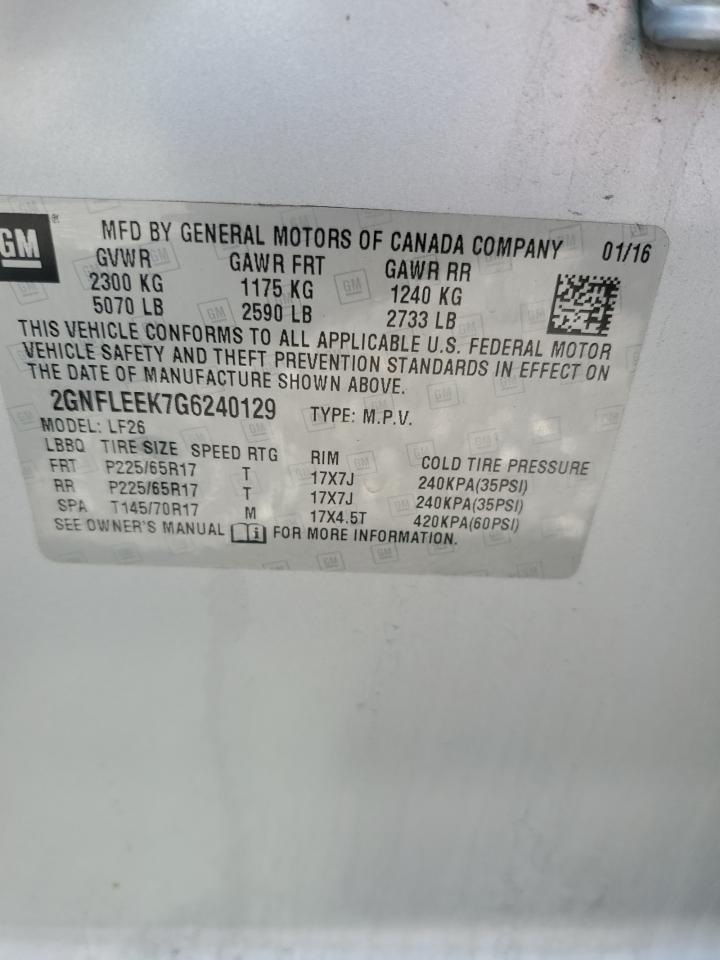 GM ® MFD BY GENERAL MOTORS OF CANADA COMPANY 01/16
GVWR GAWR FRT GAWR RR
2300 KG 1175 KG 1240 KG
5070 LB 2590 LB 2733 LB
THIS VEHICLE CONFORMS TO ALL APPLICABLE U.S. FEDERAL MOTOR
VEHICLE SAFETY AND THEFT PREVENTION STANDARDS IN EFFECT ON
THE DATE OF MANUFACTURE SHOWN ABOVE.
2GNFLEEK7G6240129 TYPE: M.P.V.
MODEL: LF26
LBBQ TIRE SIZE SPEED RTG RIM COLD TIRE PRESSURE
FRT P225/65R17 T 17X7J 240KPA(35PSI)
RR P225/65R17 T 17X7J 240KPA(35PSI)
SPA T145/70R17 M 17X4.5T 420KPA(60PSI)
SEE OWNER'S MANUAL i FOR MORE INFORMATION.